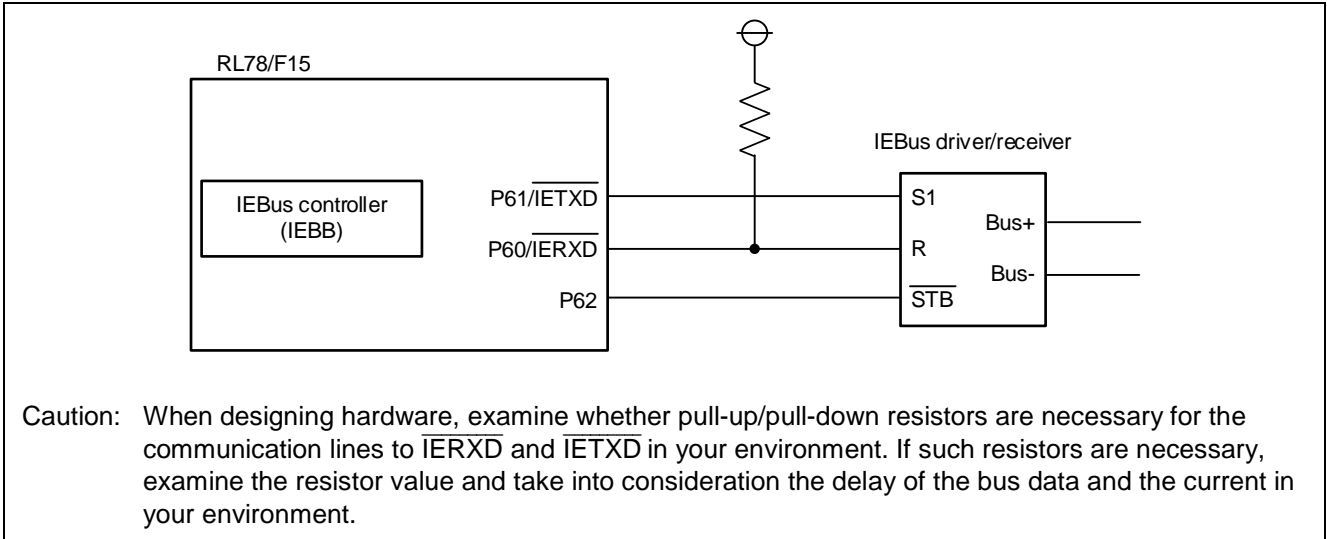 RL78/F15
IEBus driver/receiver
IEBus controller
(IEBB)
P61/IETXD
P60/IERXD
P62
S1
R
STB
Bus+
Bus-
Caution: When designing hardware, examine whether pull-up/pull-down resistors are necessary for the
communication lines to IERXD and IETXD in your environment. If such resistors are necessary,
examine the resistor value and take into consideration the delay of the bus data and the current in
your environment.